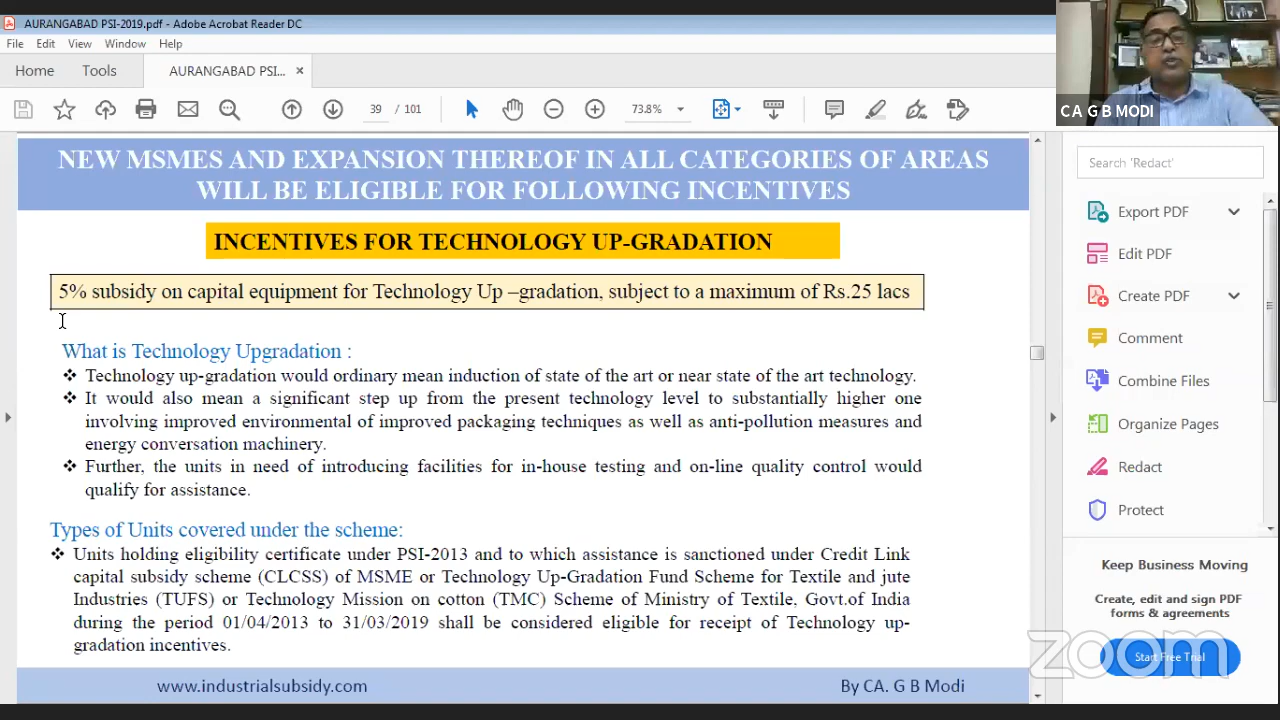 AURANGABAD PSI-2019.pdf - Adobe Acrobat Reader DC
File Edit View Window Help
Home Tools AURANGABAD PSI... ×
39 / 101 73.8%
CA G B MODI
NEW MSMES AND EXPANSION THEREOF IN ALL CATEGORIES OF AREAS
WILL BE ELIGIBLE FOR FOLLOWING INCENTIVES
INCENTIVES FOR TECHNOLOGY UP-GRADATION
5% subsidy on capital equipment for Technology Up –gradation, subject to a maximum of Rs.25 lacs
What is Technology Upgradation :
❖ Technology up-gradation would ordinary mean induction of state of the art or near state of the art technology.
❖ It would also mean a significant step up from the present technology level to substantially higher one
involving improved environmental of improved packaging techniques as well as anti-pollution measures and
energy conversation machinery.
❖ Further, the units in need of introducing facilities for in-house testing and on-line quality control would
qualify for assistance.
Types of Units covered under the scheme:
❖ Units holding eligibility certificate under PSI-2013 and to which assistance is sanctioned under Credit Link
capital subsidy scheme (CLCSS) of MSME or Technology Up-Gradation Fund Scheme for Textile and jute
Industries (TUFS) or Technology Mission on cotton (TMC) Scheme of Ministry of Textile, Govt.of India
during the period 01/04/2013 to 31/03/2019 shall be considered eligible for receipt of Technology up-
gradation incentives.
www.industrialsubsidy.com By CA. G B Modi
Search 'Redact'
Export PDF
Edit PDF
Create PDF
Comment
Combine Files
Organize Pages
Redact
Protect
Keep Business Moving
Create, edit and sign PDF
forms & agreements
Start Free Trial
zoom